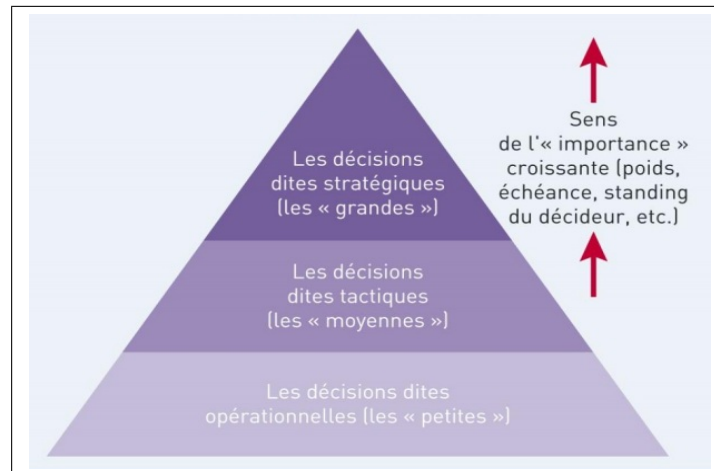 Les décisions
dites stratégiques
(les « grandes »)
Sens
de l'« importance »
croissante (poids,
échéance, standing
du décideur, etc.)
Les décisions
dites tactiques
(les « moyennes »)
Les décisions dites
opérationnelles (les « petites »)